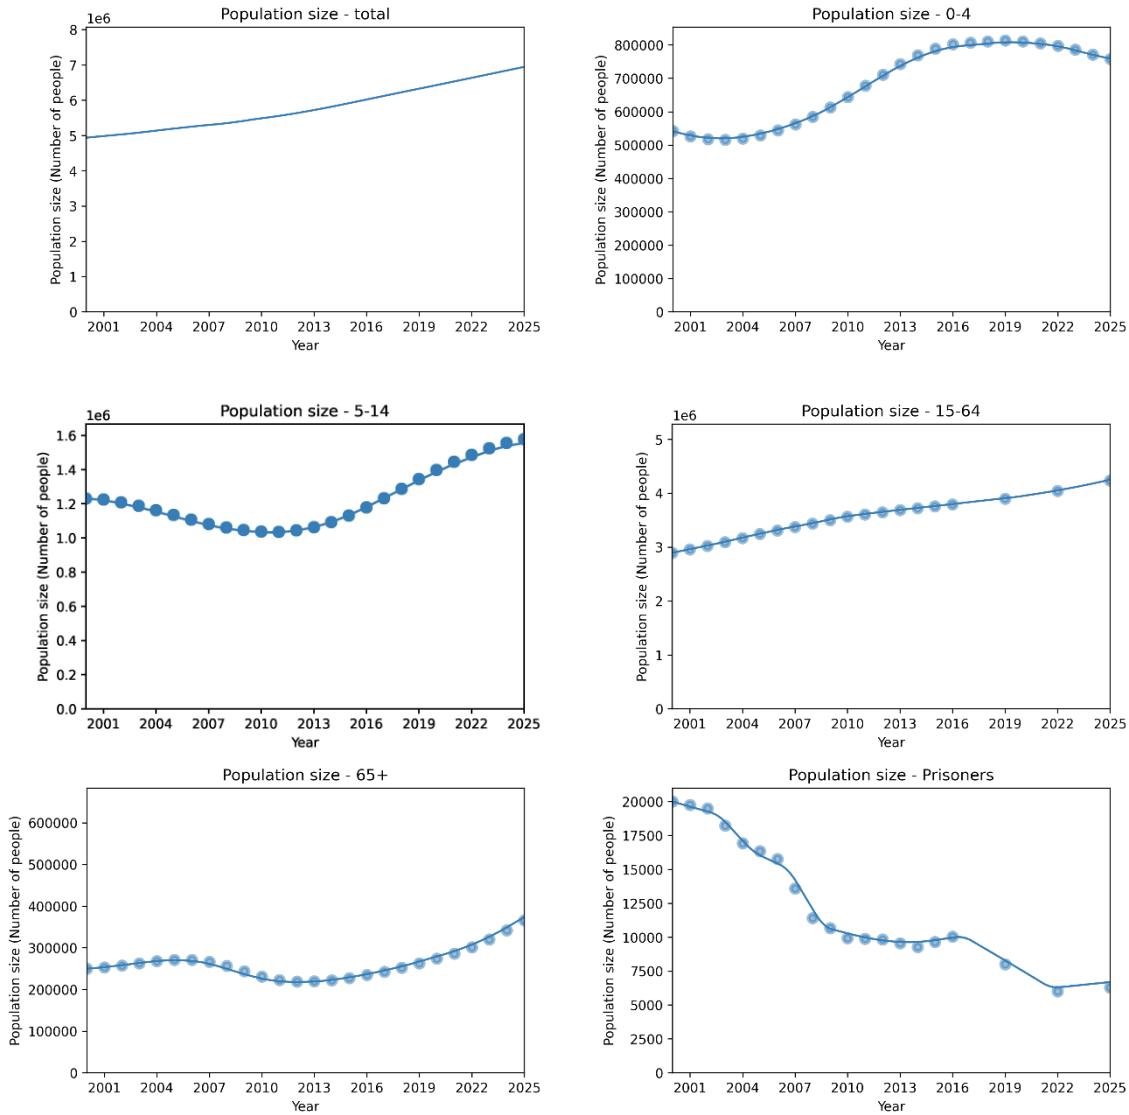 Population size - total
1e6
8
7
6
5
4
3
2
1
0
Population size (Number of people)
2001 2004 2007 2010 2013 2016 2019 2022 2025
Year
Population size - 0-4
800000
700000
600000
500000
400000
300000
200000
100000
0
Population size (Number of people)
2001 2004 2007 2010 2013 2016 2019 2022 2025
Year
Population size - 5-14
1e6
1.6
1.4
1.2
1.0
0.8
0.6
0.4
0.2
0.0
Population size (Number of people)
2001 2004 2007 2010 2013 2016 2019 2022 2025
Year
Population size - 15-64
1e6
5
4
3
2
1
0
Population size (Number of people)
2001 2004 2007 2010 2013 2016 2019 2022 2025
Year
Population size - 65+
600000
500000
400000
300000
200000
100000
0
Population size (Number of people)
2001 2004 2007 2010 2013 2016 2019 2022 2025
Year
Population size - Prisoners
20000
17500
15000
12500
10000
7500
5000
2500
0
Population size (Number of people)
2001 2004 2007 2010 2013 2016 2019 2022 2025
Year